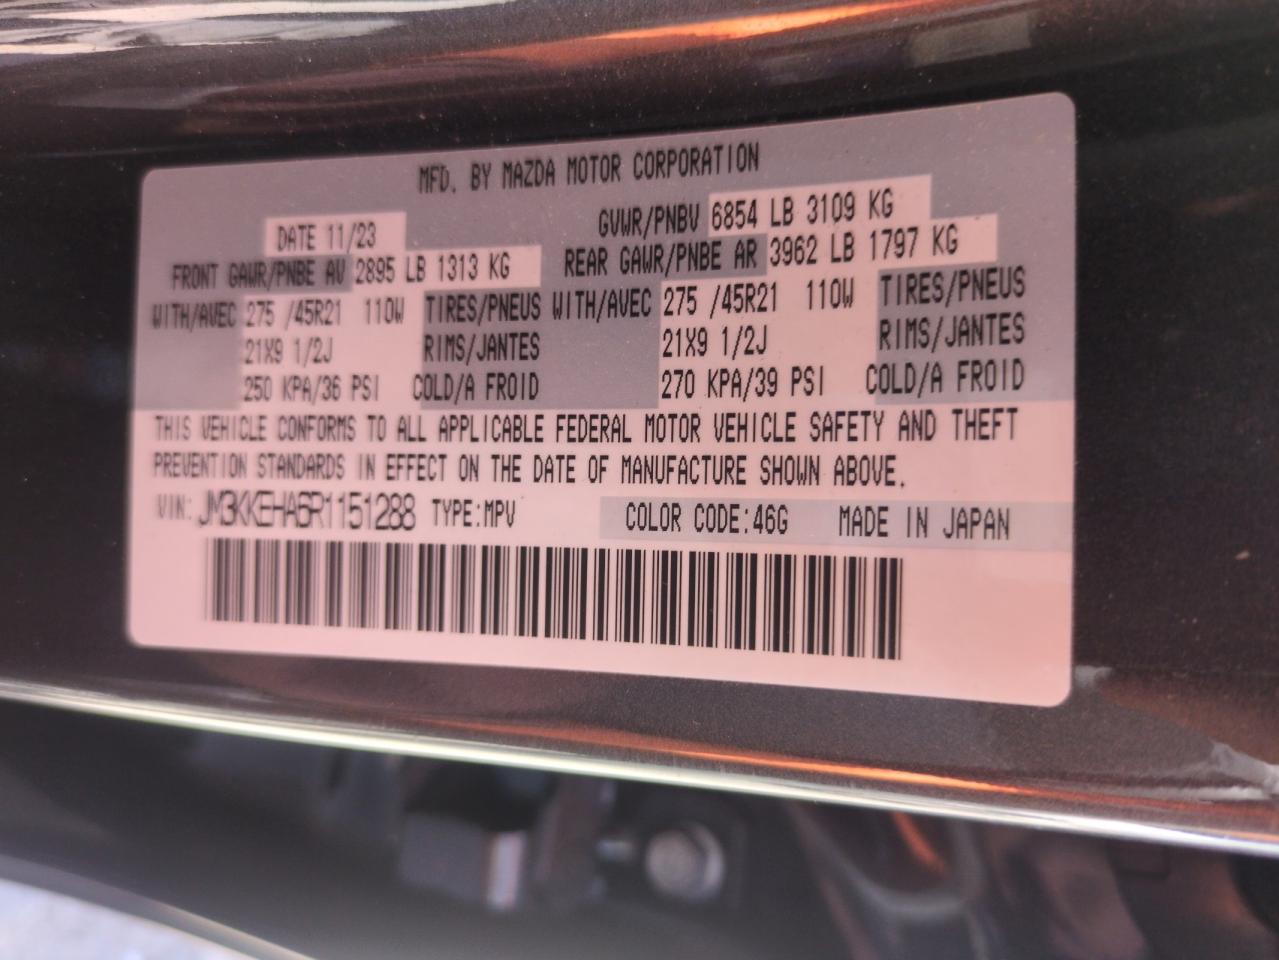 MFD. BY MAZDA MOTOR CORPORATION
DATE 11/23 GVWR/PNBV 6854 LB 3109 KG
FRONT GAWR/PNBE AV 2895 LB 1313 KG REAR GAWR/PNBE AR 3962 LB 1797 KG
WITH/AVEC 275 /45R21 110W TIRES/PNEUS WITH/AVEC 275 /45R21 110W TIRES/PNEUS
21X9 1/2J RIMS/JANTES 21X9 1/2J RIMS/JANTES
250 KPA/36 PSI COLD/A FROID 270 KPA/39 PSI COLD/A FROID
THIS VEHICLE CONFORMS TO ALL APPLICABLE FEDERAL MOTOR VEHICLE SAFETY AND THEFT
PREVENTION STANDARDS IN EFFECT ON THE DATE OF MANUFACTURE SHOWN ABOVE.
VIN: JM3KKEHA6R1151288 TYPE:MPV COLOR CODE:46G MADE IN JAPAN